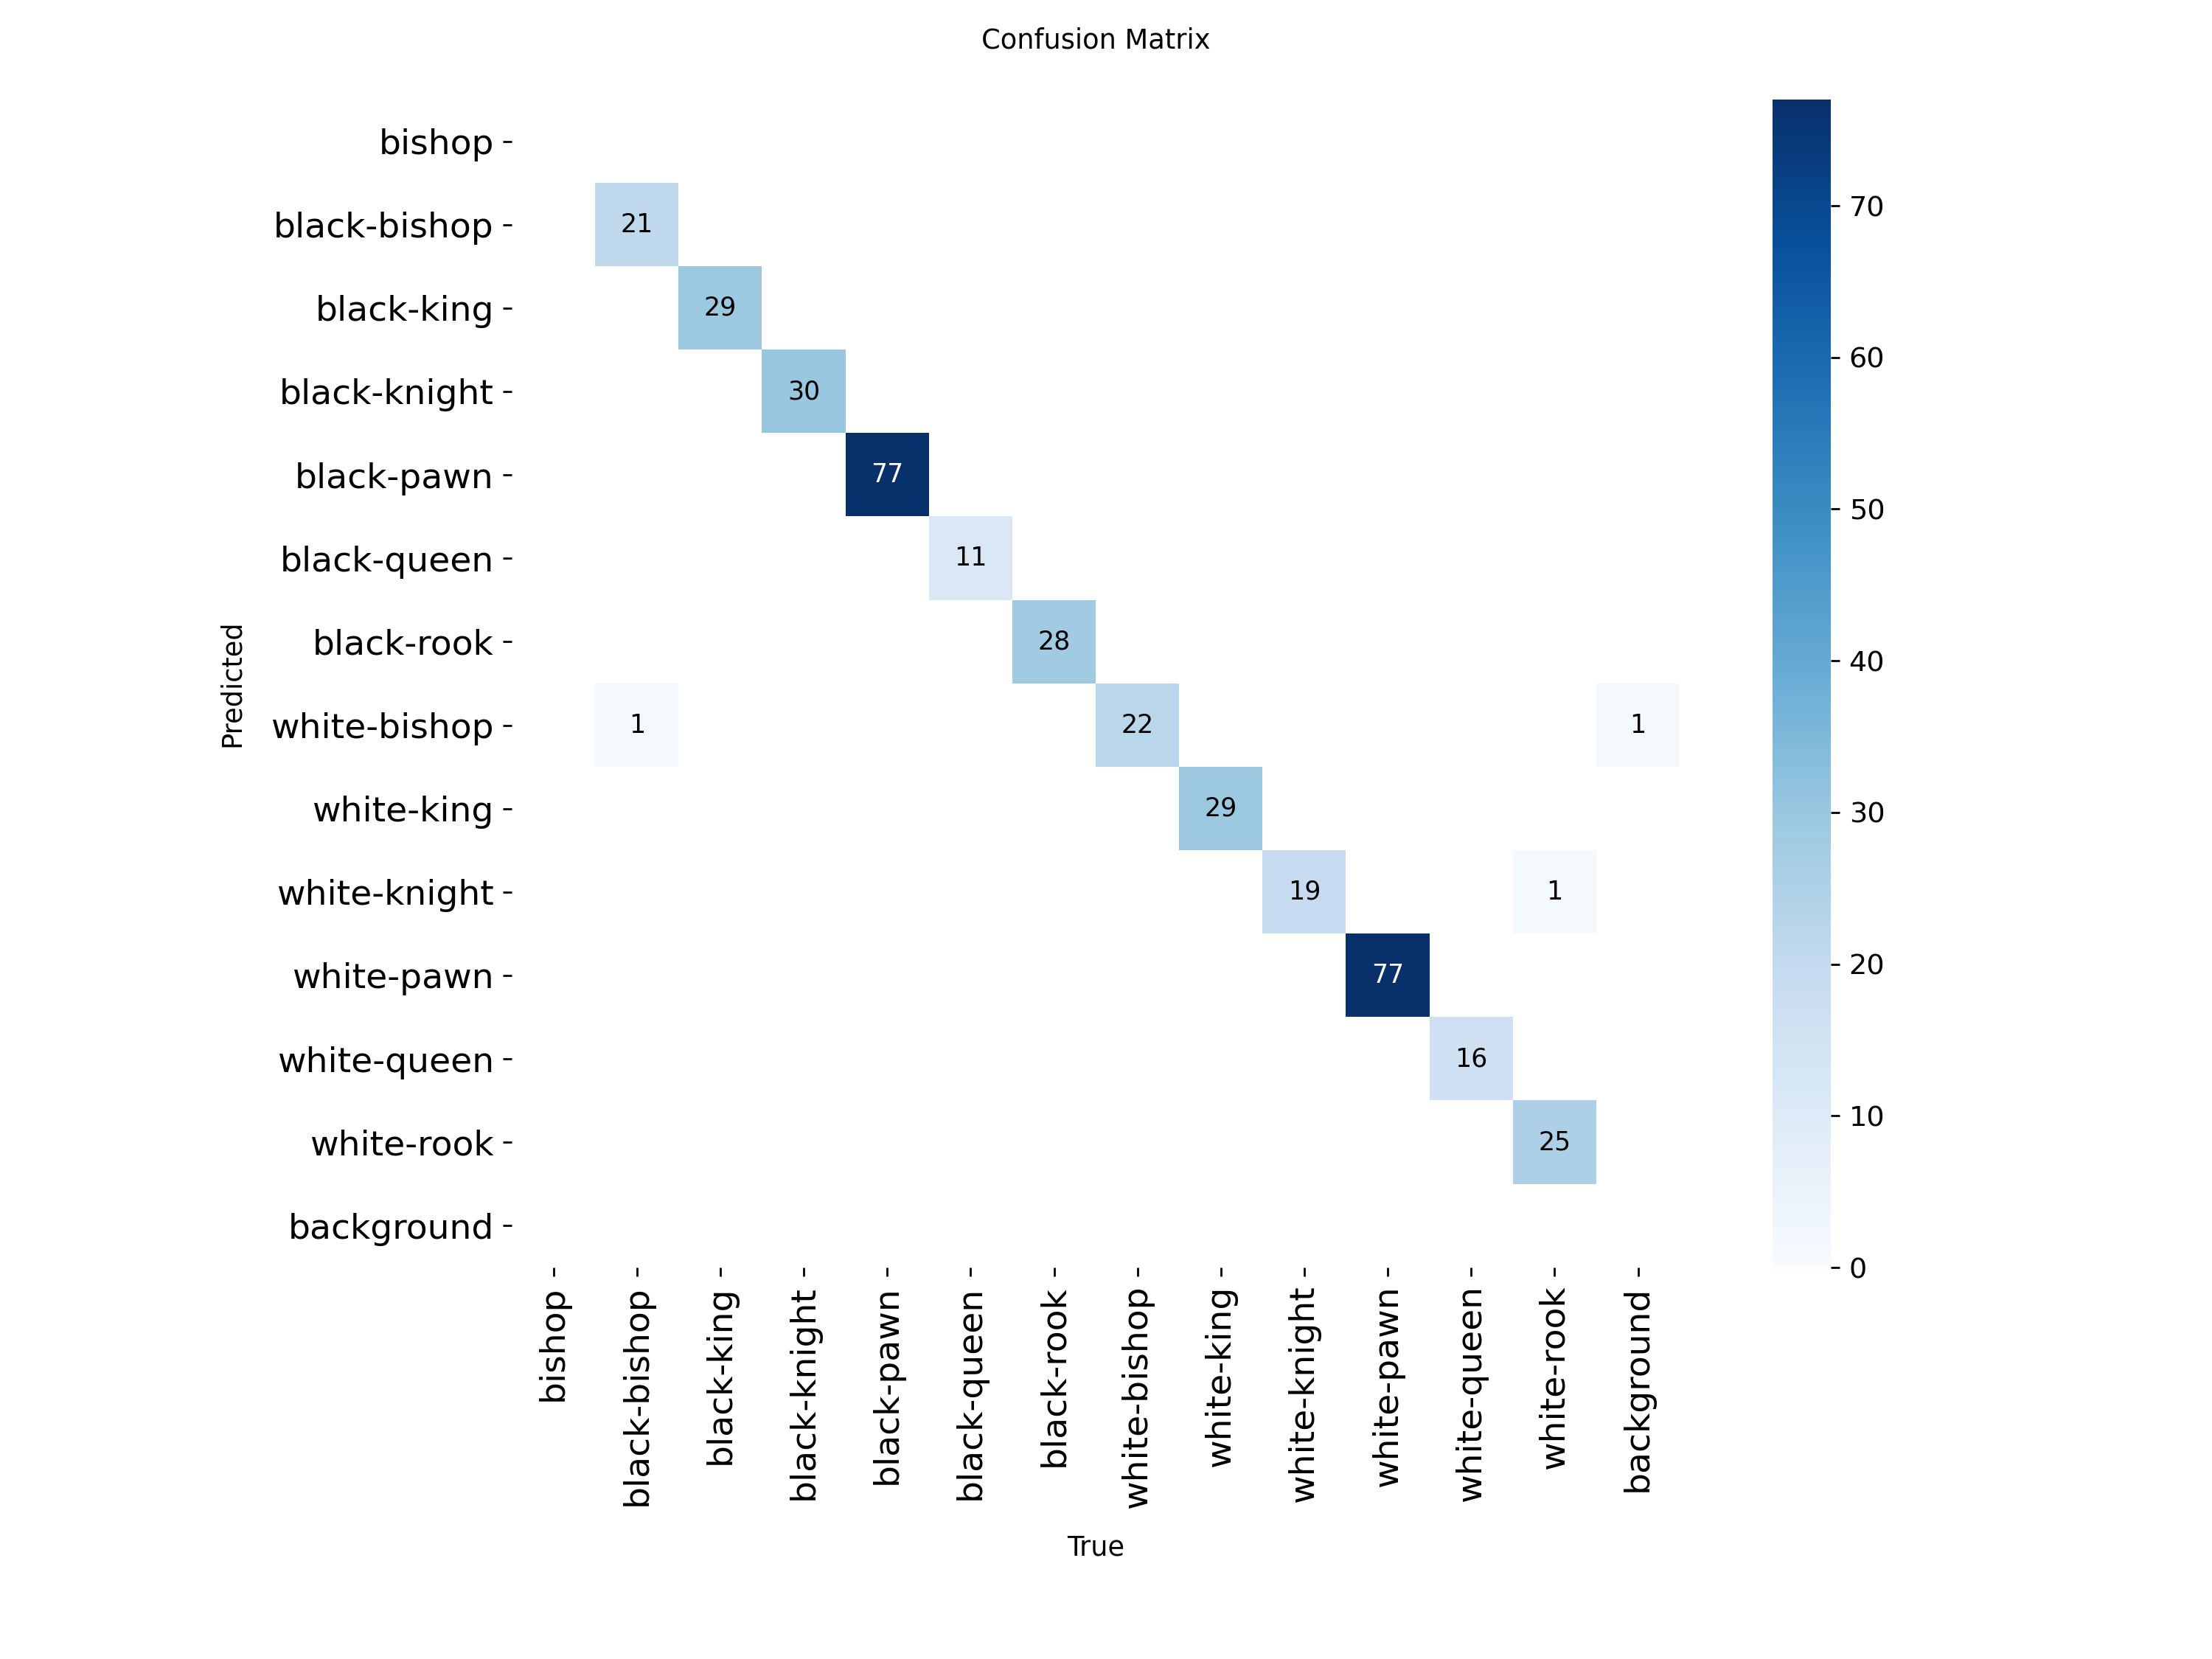 Confusion Matrix
bishop
black-bishop 21
black-king 29
black-knight 30
black-pawn 77
black-queen 11
black-rook 28
white-bishop 1 22 1
white-king 29
white-knight 19 1
white-pawn 77
white-queen 16
white-rook 25
background
Predicted
bishop
black-bishop
black-king
black-knight
black-pawn
black-queen
black-rook
white-bishop
white-king
white-knight
white-pawn
white-queen
white-rook
background
True
70
60
50
40
30
20
10
0